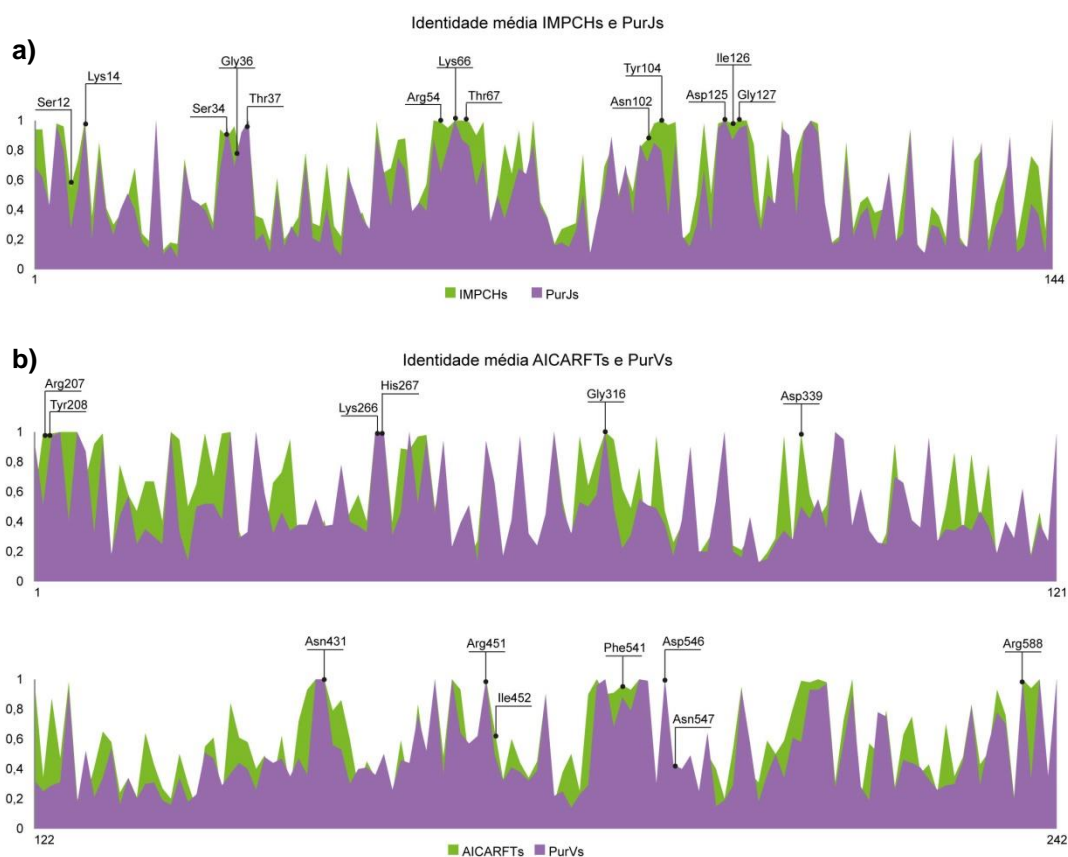 Identidade média IMPCHs e PurJs
a)
Lys14
Gly36
Lys66
Ile126
Tyr104
Ser12
Ser34
Thr37
Arg54
Thr67
Asn102
Asp125
Gly127
1
0,8
0,6
0,4
0,2
0
1
144
IMPCHs
PurJs
Identidade média AICARFTs e PurVs
b)
Arg207
Tyr208
Lys266
His267
Gly316
Asp339
1
0,8
0,6
0,4
0,2
0
1
121
Asn431
Arg451
Ile452
Phe541
Asp546
Asn547
Arg588
1
0,8
0,6
0,4
0,2
0
122
242
AICARFTs
PurVs